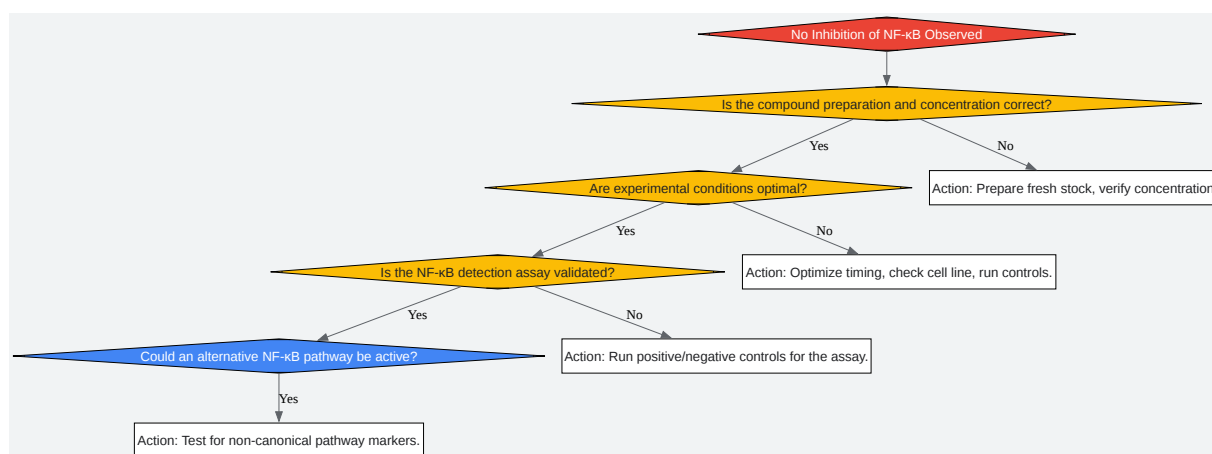 No Inhibition of NF-κB Observed
Is the compound preparation and concentration correct?
Yes
No
Are experimental conditions optimal?
Action: Prepare fresh stock, verify concentration
Yes
No
Is the NF-κB detection assay validated?
Action: Optimize timing, check cell line, run controls.
Yes
No
Could an alternative NF-κB pathway be active?
Action: Run positive/negative controls for the assay.
Yes
Action: Test for non-canonical pathway markers.